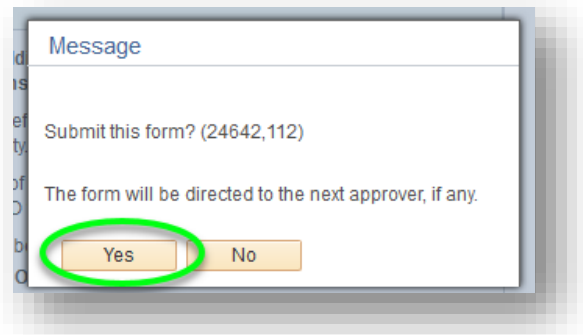 Message
Submit this form? (24642,112)
The form will be directed to the next approver, if any.
Yes No